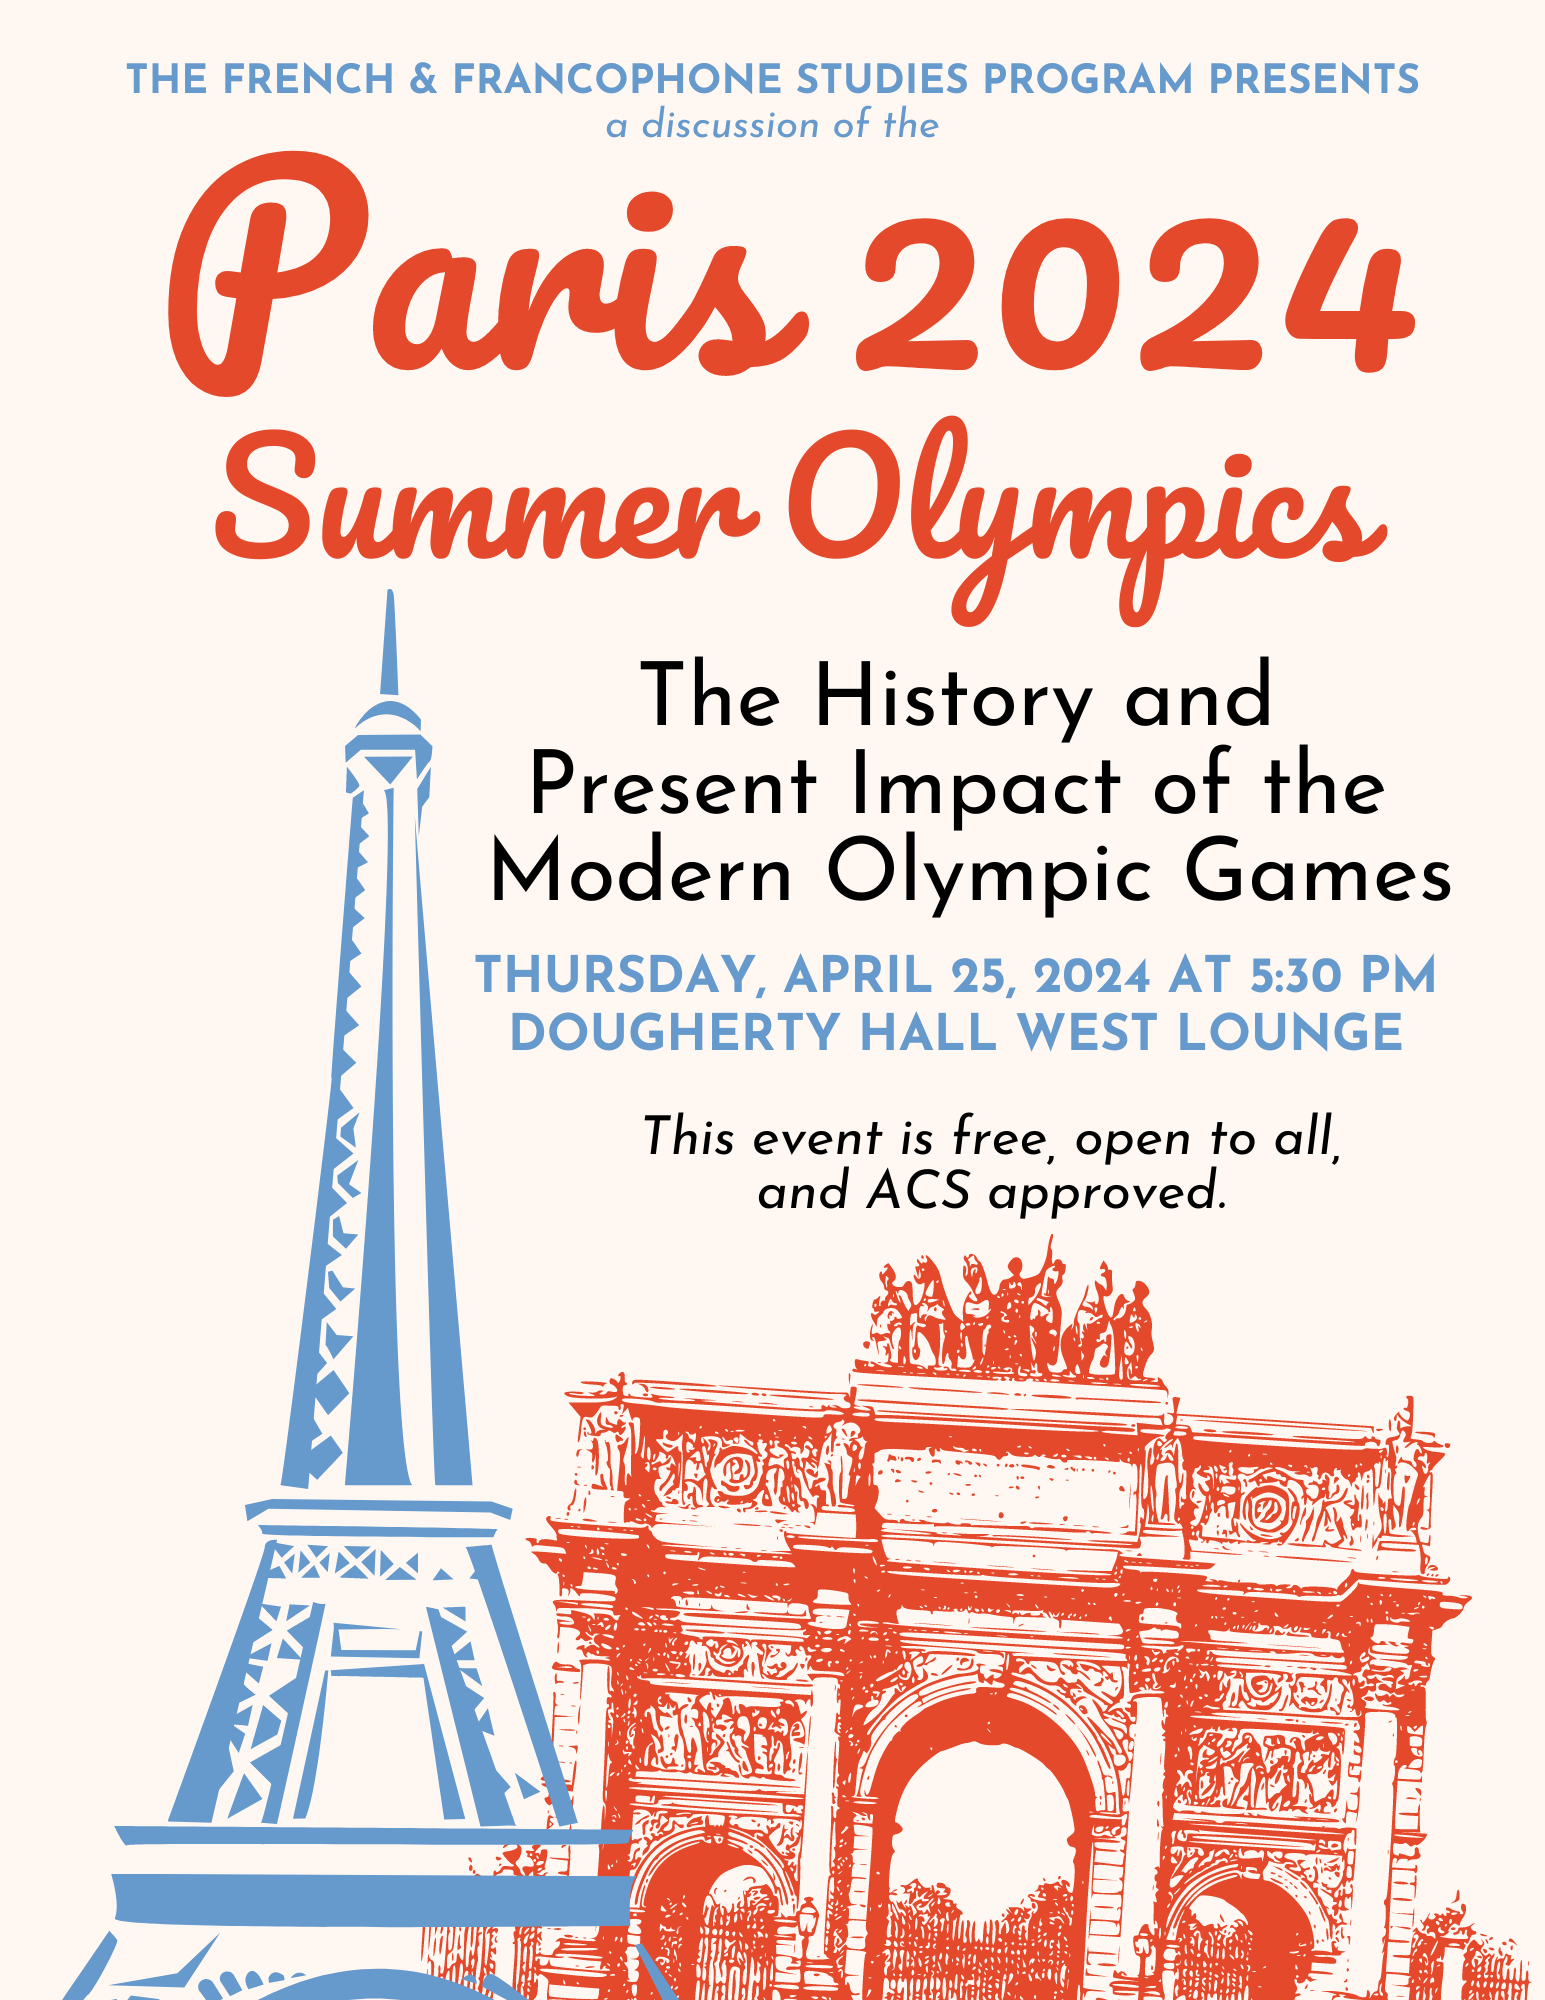 THE FRENCH & FRANCOPHONE STUDIES PROGRAM PRESENTS
a discussion of the
Paris 2024
Summer Olympics
The History and
Present Impact of the
Modern Olympic Games
THURSDAY, APRIL 25, 2024 AT 5:30 PM
DOUGHERTY HALL WEST LOUNGE
This event is free, open to all,
and ACS approved.